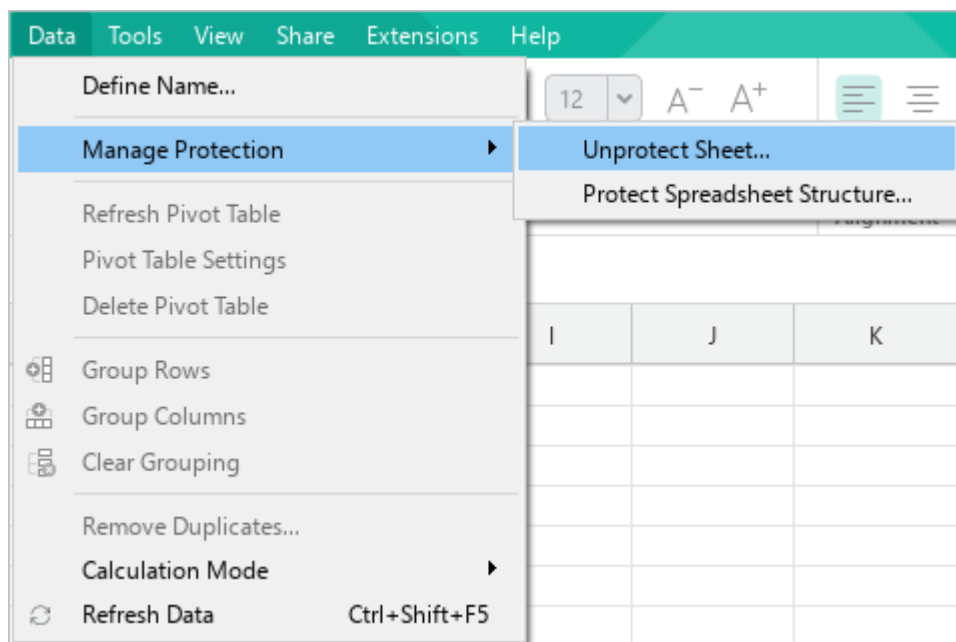 Data Tools View Share Extensions Help
Define Name...
12 A− A+
Manage Protection
Unprotect Sheet...
Protect Spreadsheet Structure...
Refresh Pivot Table
Pivot Table Settings
Delete Pivot Table
I J K
Group Rows
Group Columns
Clear Grouping
Remove Duplicates...
Calculation Mode
Refresh Data Ctrl+Shift+F5